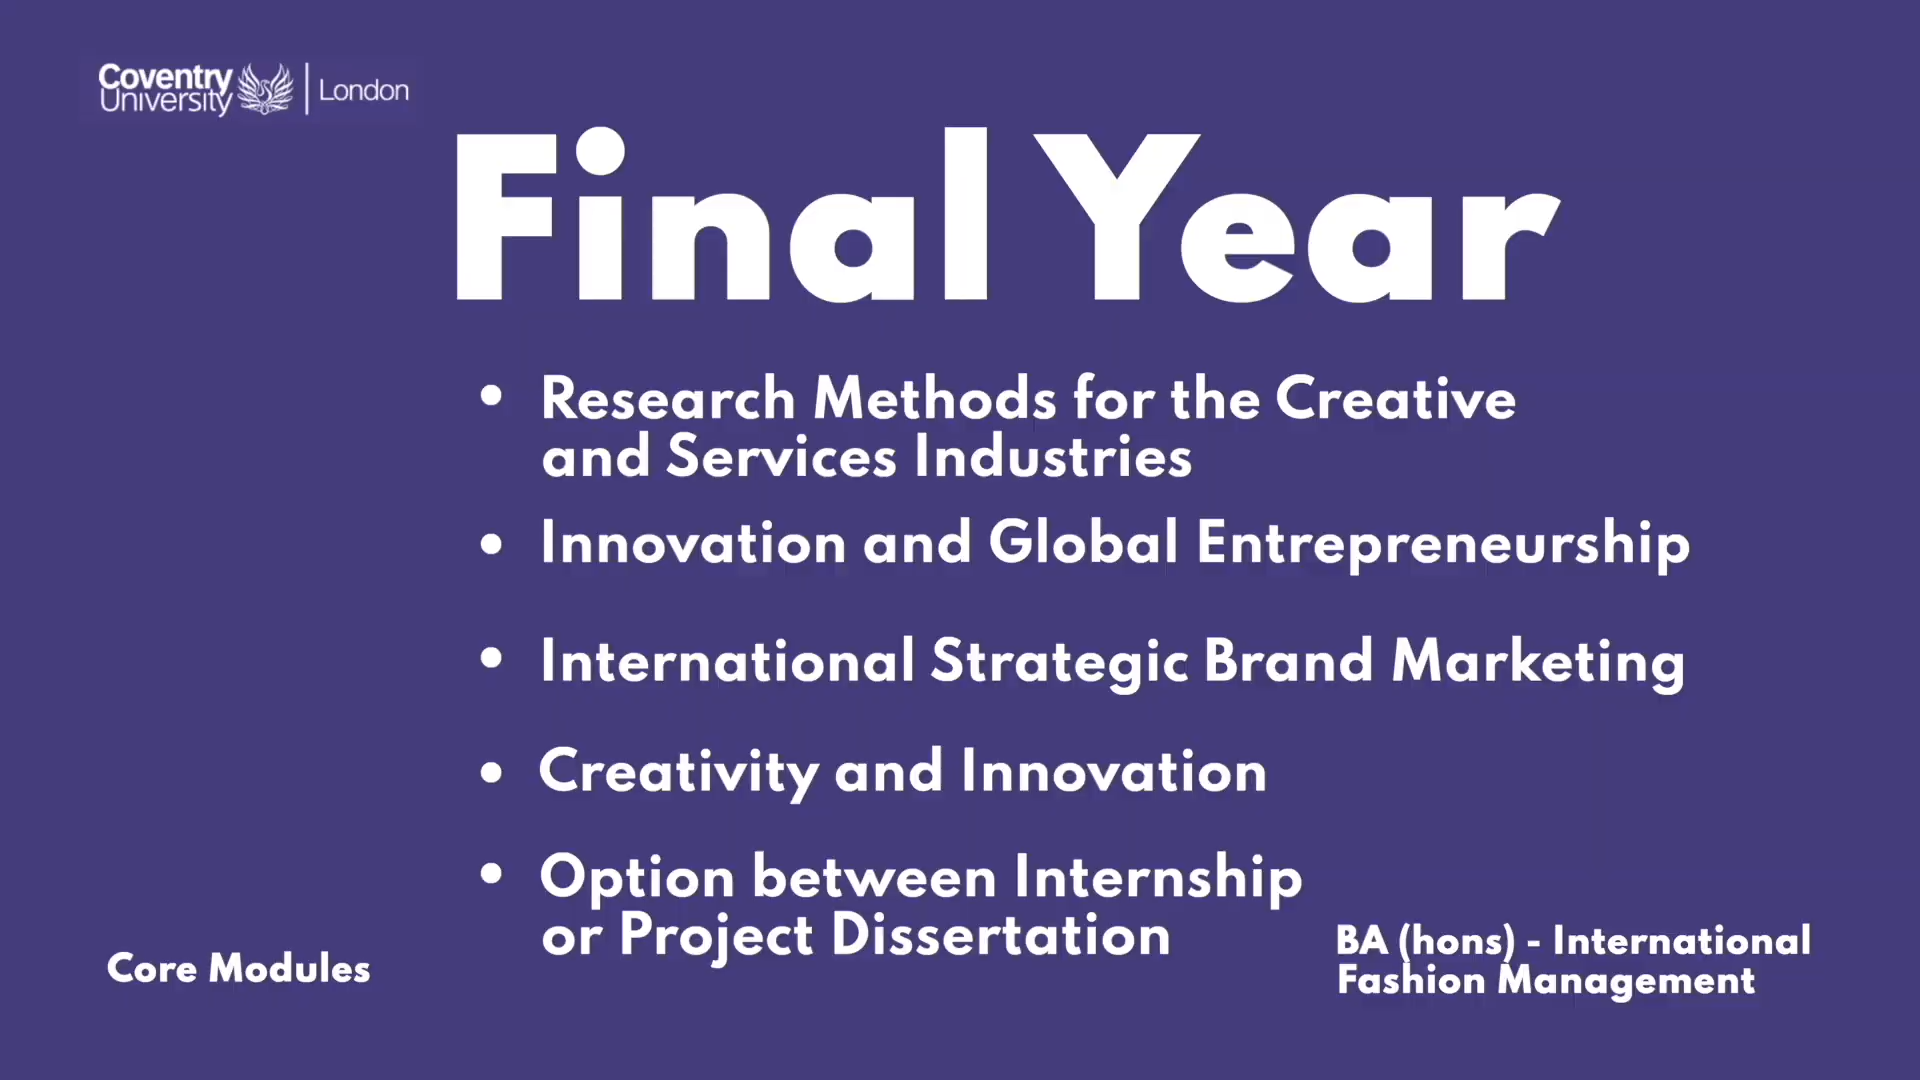 Coventry
University
London
Final Year
• Research Methods for the Creative
and Services Industries
• Innovation and Global Entrepreneurship
• International Strategic Brand Marketing
• Creativity and Innovation
• Option between Internship
or Project Dissertation
Core Modules
BA (hons) - International
Fashion Management